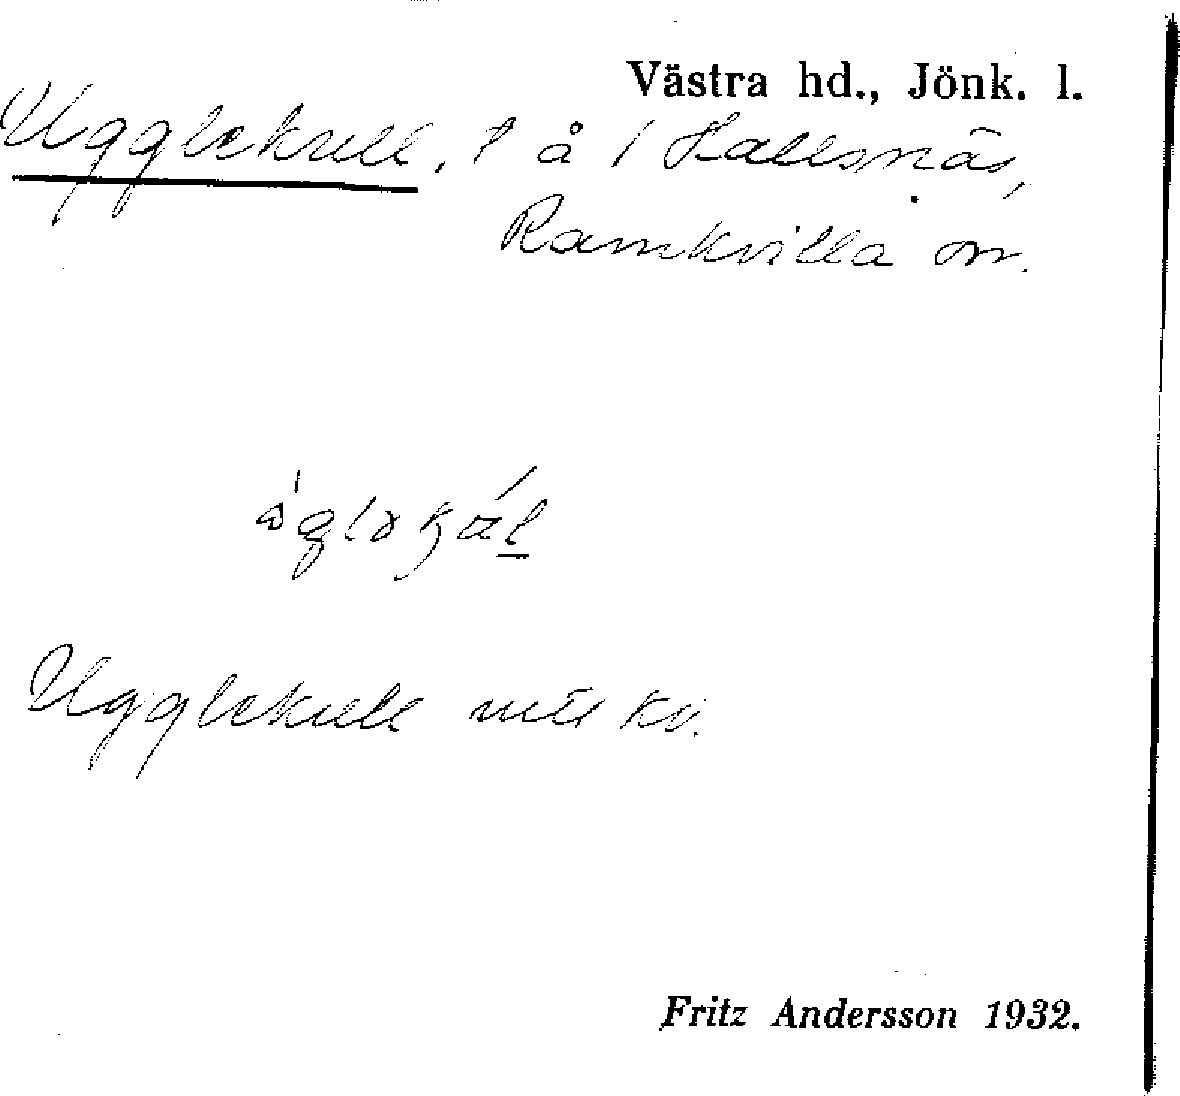 Västra hd., Jönk. l.
Ugglekull, l å / Hallsnäs,
Ramkvilla sn.
Ugglekull
Fritz Andersson 1932.